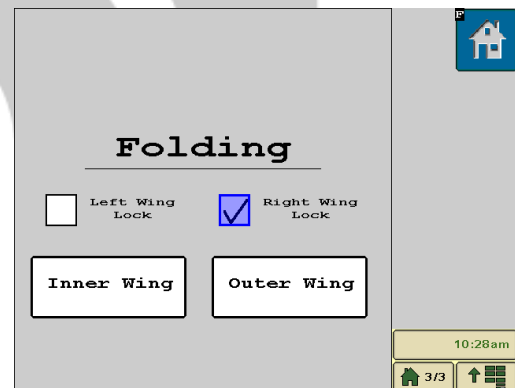 F
Folding
Left Wing
Lock
Right Wing
Lock
Inner Wing
Outer Wing
10:28am
3/3